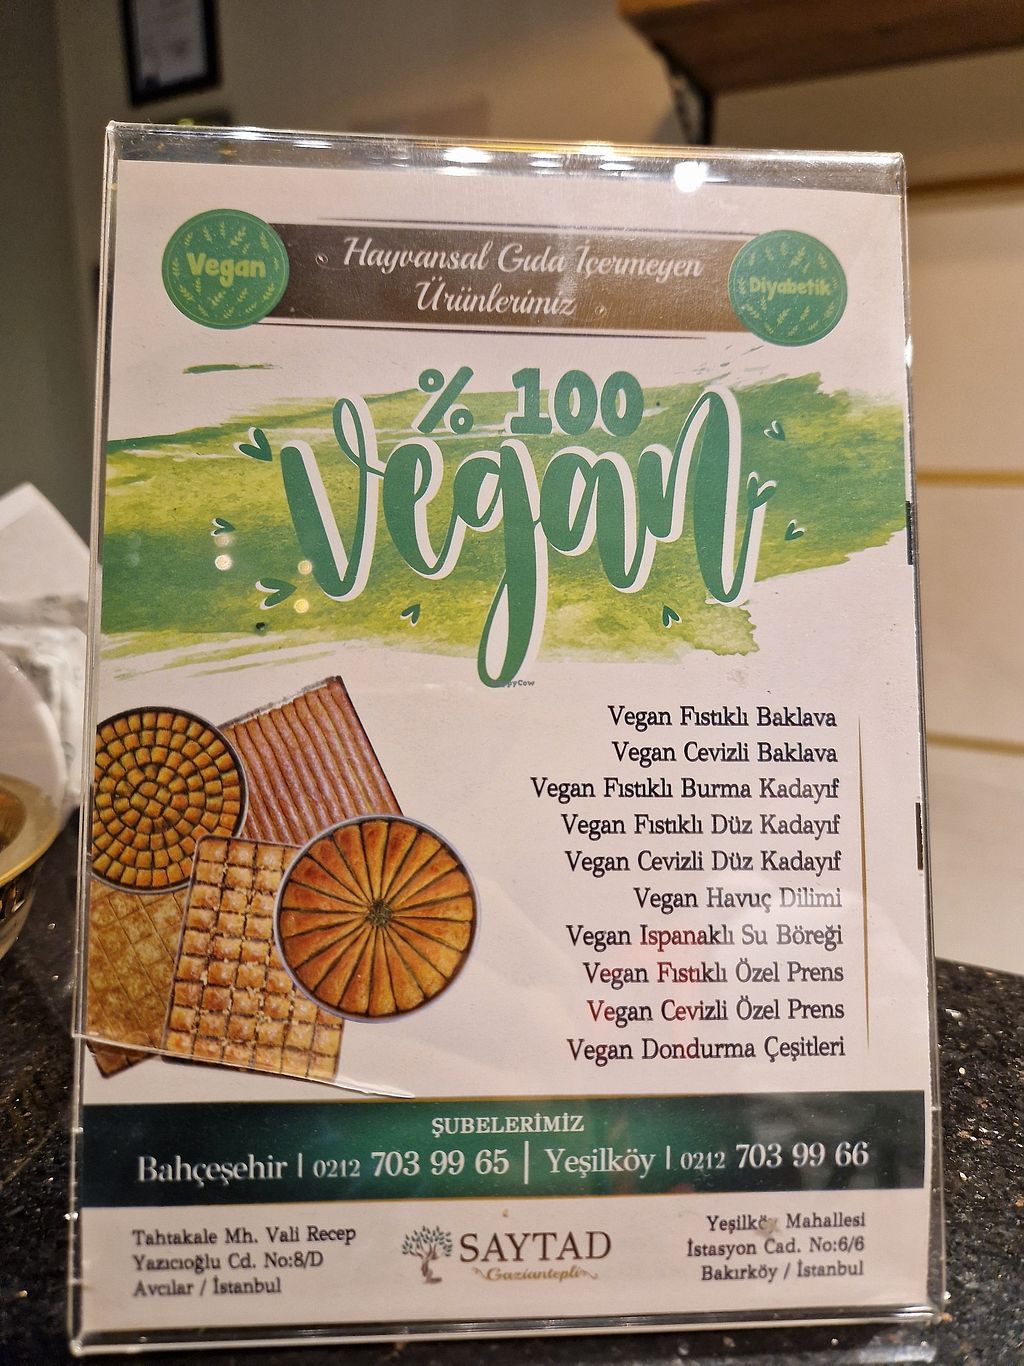 Vegan
Hayvansal Gıda İçermeyen
Ürünlerimiz
Diyabetik
% 100
Vegan
Vegan Fıstıklı Baklava
Vegan Cevizli Baklava
Vegan Fıstıklı Burma Kadayıf
Vegan Fıstıklı Düz Kadayıf
Vegan Cevizli Düz Kadayıf
Vegan Havuç Dilimi
Vegan Ispanaklı Su Böreği
Vegan Fıstıklı Özel Prens
Vegan Cevizli Özel Prens
Vegan Dondurma Çeşitleri
ŞUBELERİMİZ
Bahçeşehir | 0212 703 99 65 | Yeşilköy | 0212 703 99 66
Tahtakale Mh. Vali Recep
Yazıcıoğlu Cd. No:8/D
Avcılar / İstanbul
SAYTAD
Gaziantepli
Yeşilköy Mahallesi
İstasyon Cad. No:6/6
Bakırköy / İstanbul